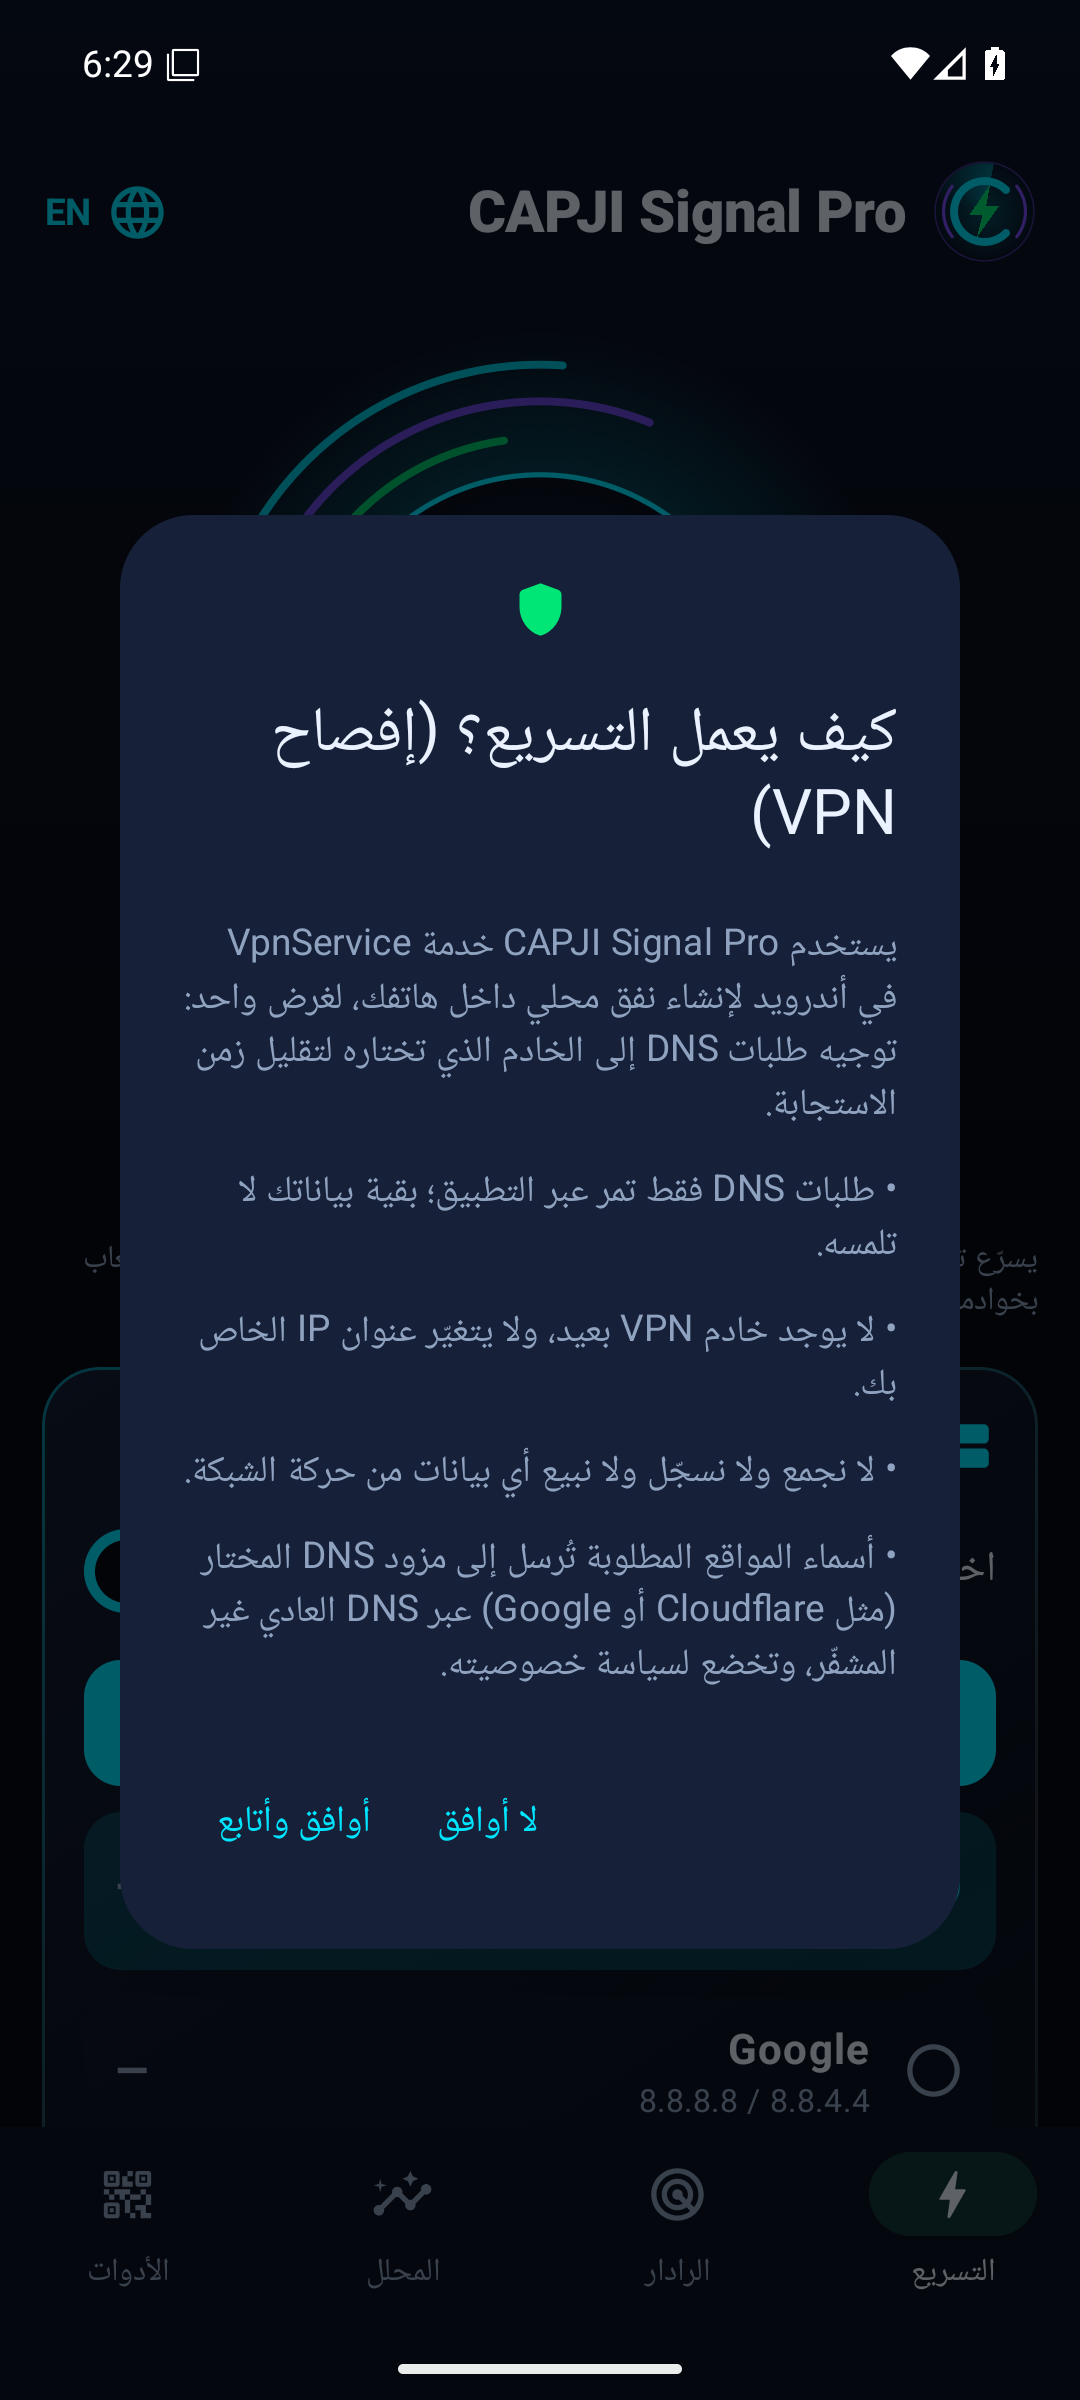 6:29
CAPJI Signal Pro
EN
كيف يعمل التسريع؟ (إفصاح
VPN)
يستخدم CAPJI Signal Pro خدمة VpnService
في أندرويد لإنشاء نفق محلي داخل هاتفك، لغرض واحد:
توجيه طلبات DNS إلى الخادم الذي تختاره لتقليل زمن
الاستجابة.
• طلبات DNS فقط تمر عبر التطبيق؛ بقية بياناتك لا
تلمسه.
• لا يوجد خادم VPN بعيد، ولا يتغيّر عنوان IP الخاص
بك.
• لا نجمع ولا نسجّل ولا نبيع أي بيانات من حركة الشبكة.
• أسماء المواقع المطلوبة تُرسل إلى مزود DNS المختار
(مثل Cloudflare أو Google) عبر DNS العادي غير
المشفّر، وتخضع لسياسة خصوصيته.
لا أوافق
أوافق وأتابع
يسرّع
Google
8.8.8.8 / 8.8.4.4
التسريع
الرادار
المحلل
الأدوات